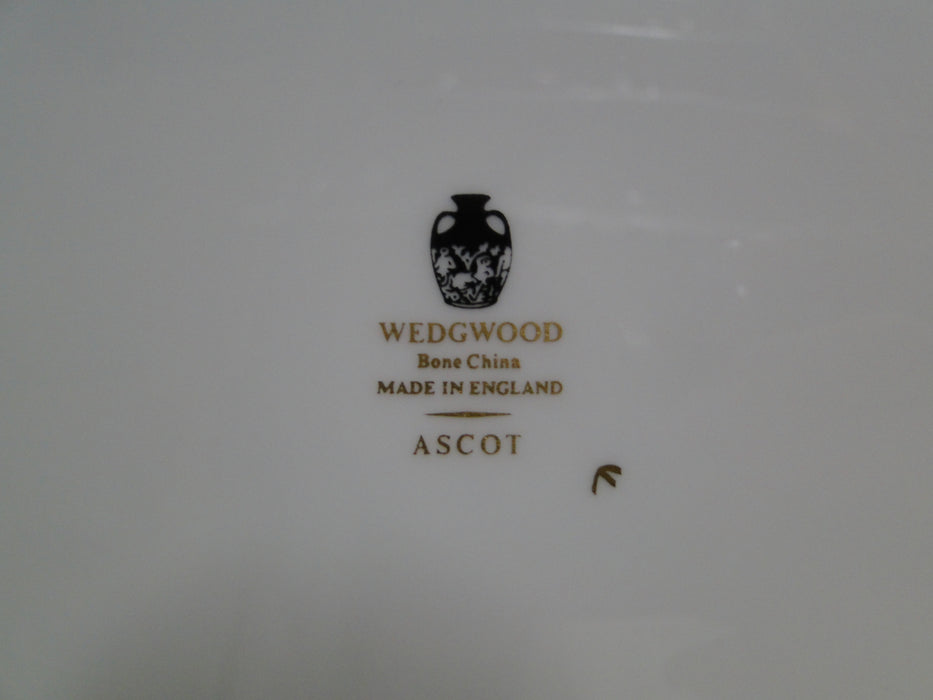 WEDGWOOD
Bone China
MADE IN ENGLAND
ASCOT